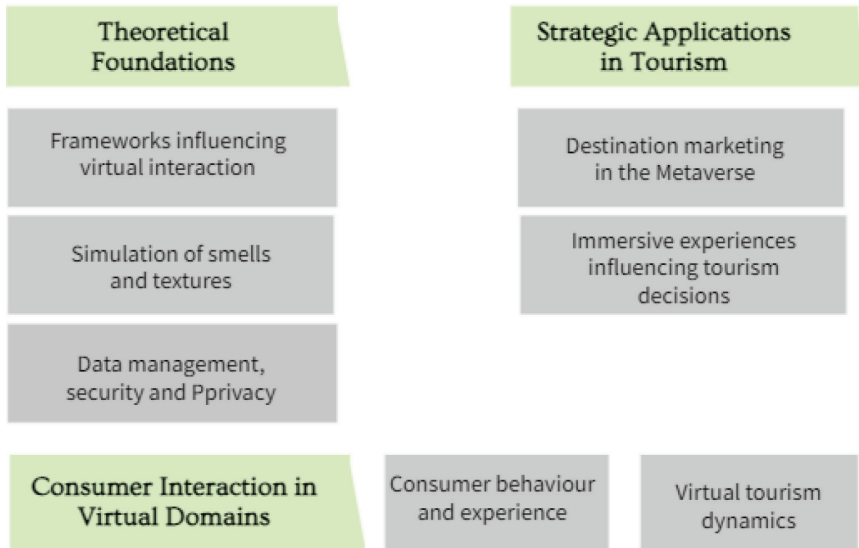 Theoretical
Foundations
Frameworks influencing
virtual interaction
Simulation of smells
and textures
Data management,
security and Pprivacy
Strategic Applications
in Tourism
Destination marketing
in the Metaverse
Immersive experiences
influencing tourism
decisions
Consumer Interaction in
Virtual Domains
Consumer behaviour
and experience
Virtual tourism
dynamics